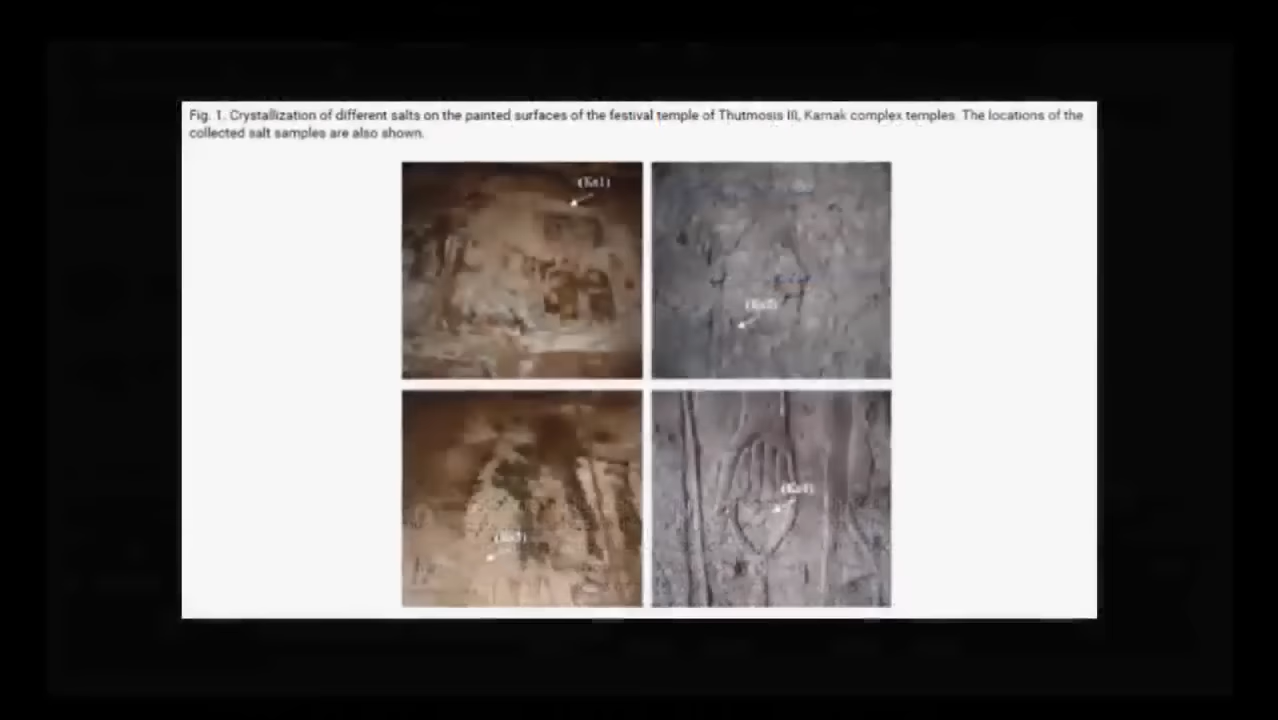 Fig. 1. Crystallization of different salts on the painted surfaces of the festival temple of Thutmosis III, Karnak complex temples. The locations of the
collected salt samples are also shown.
(Ka1)